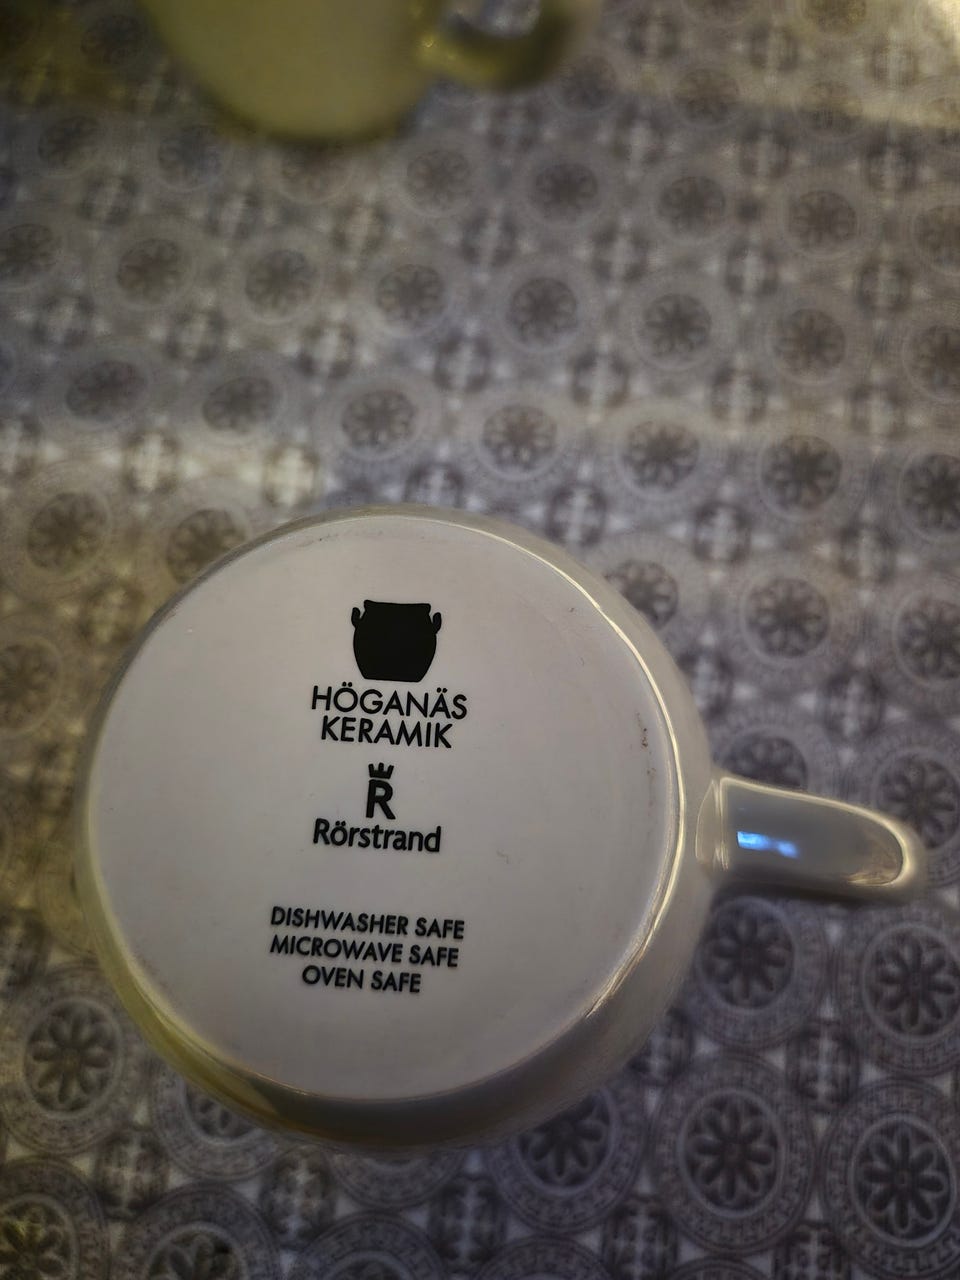 HÖGANÄS
KERAMIK
R
Rörstrand
DISHWASHER SAFE
MICROWAVE SAFE
OVEN SAFE